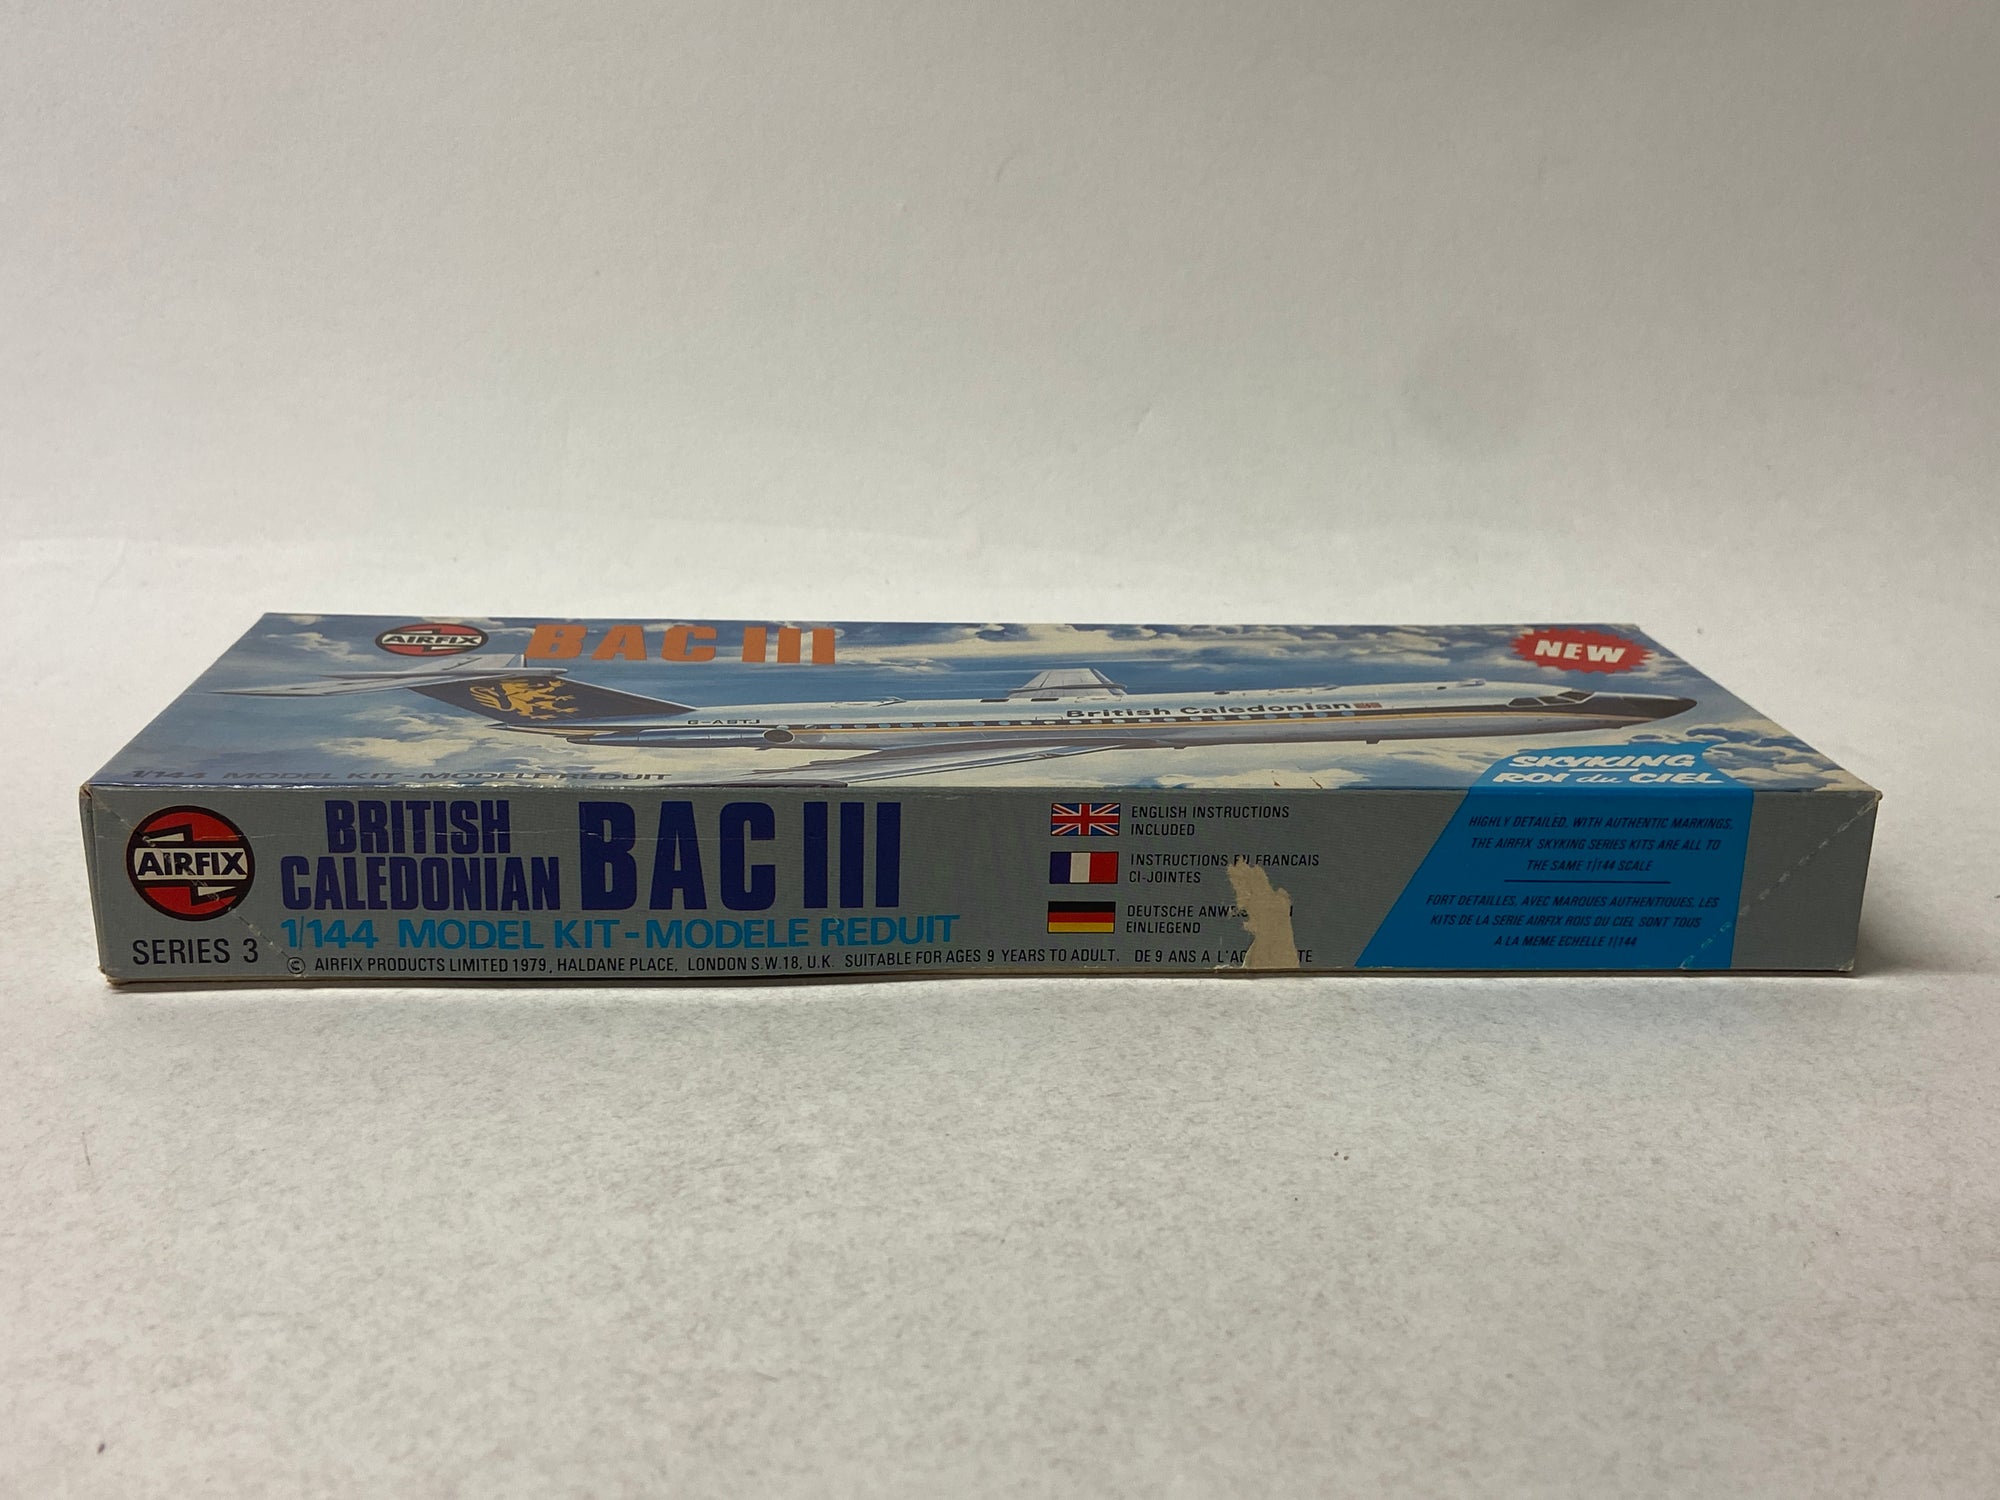 AIRFIX
BAC III
NEW
G-ASTJ
British Caledonian
1/144 MODEL KIT-MODELE REDUIT
SKYKING
ROI du CIEL
AIRFIX
SERIES 3
BRITISH
CALEDONIAN
BAC III
1/144 MODEL KIT-MODELE REDUIT
© AIRFIX PRODUCTS LIMITED 1979, HALDANE PLACE, LONDON S.W.18, U.K. SUITABLE FOR AGES 9 YEARS TO ADULT. DE 9 ANS A
ENGLISH INSTRUCTIONS
INCLUDED
INSTRUCTIONS EN FRANCAIS
CI-JOINTES
DEUTSCHE
EINLIEGEND
HIGHLY DETAILED, WITH AUTHENTIC MARKINGS,
THE AIRFIX SKYKING SERIES KITS ARE ALL TO
THE SAME 1/144 SCALE
FORT DETAILLES, AVEC MARQUES AUTHENTIQUES, LES
KITS DE LA SERIE AIRFIX ROIS DU CIEL SONT TOUS
A LA MEME ECHELLE 1/144